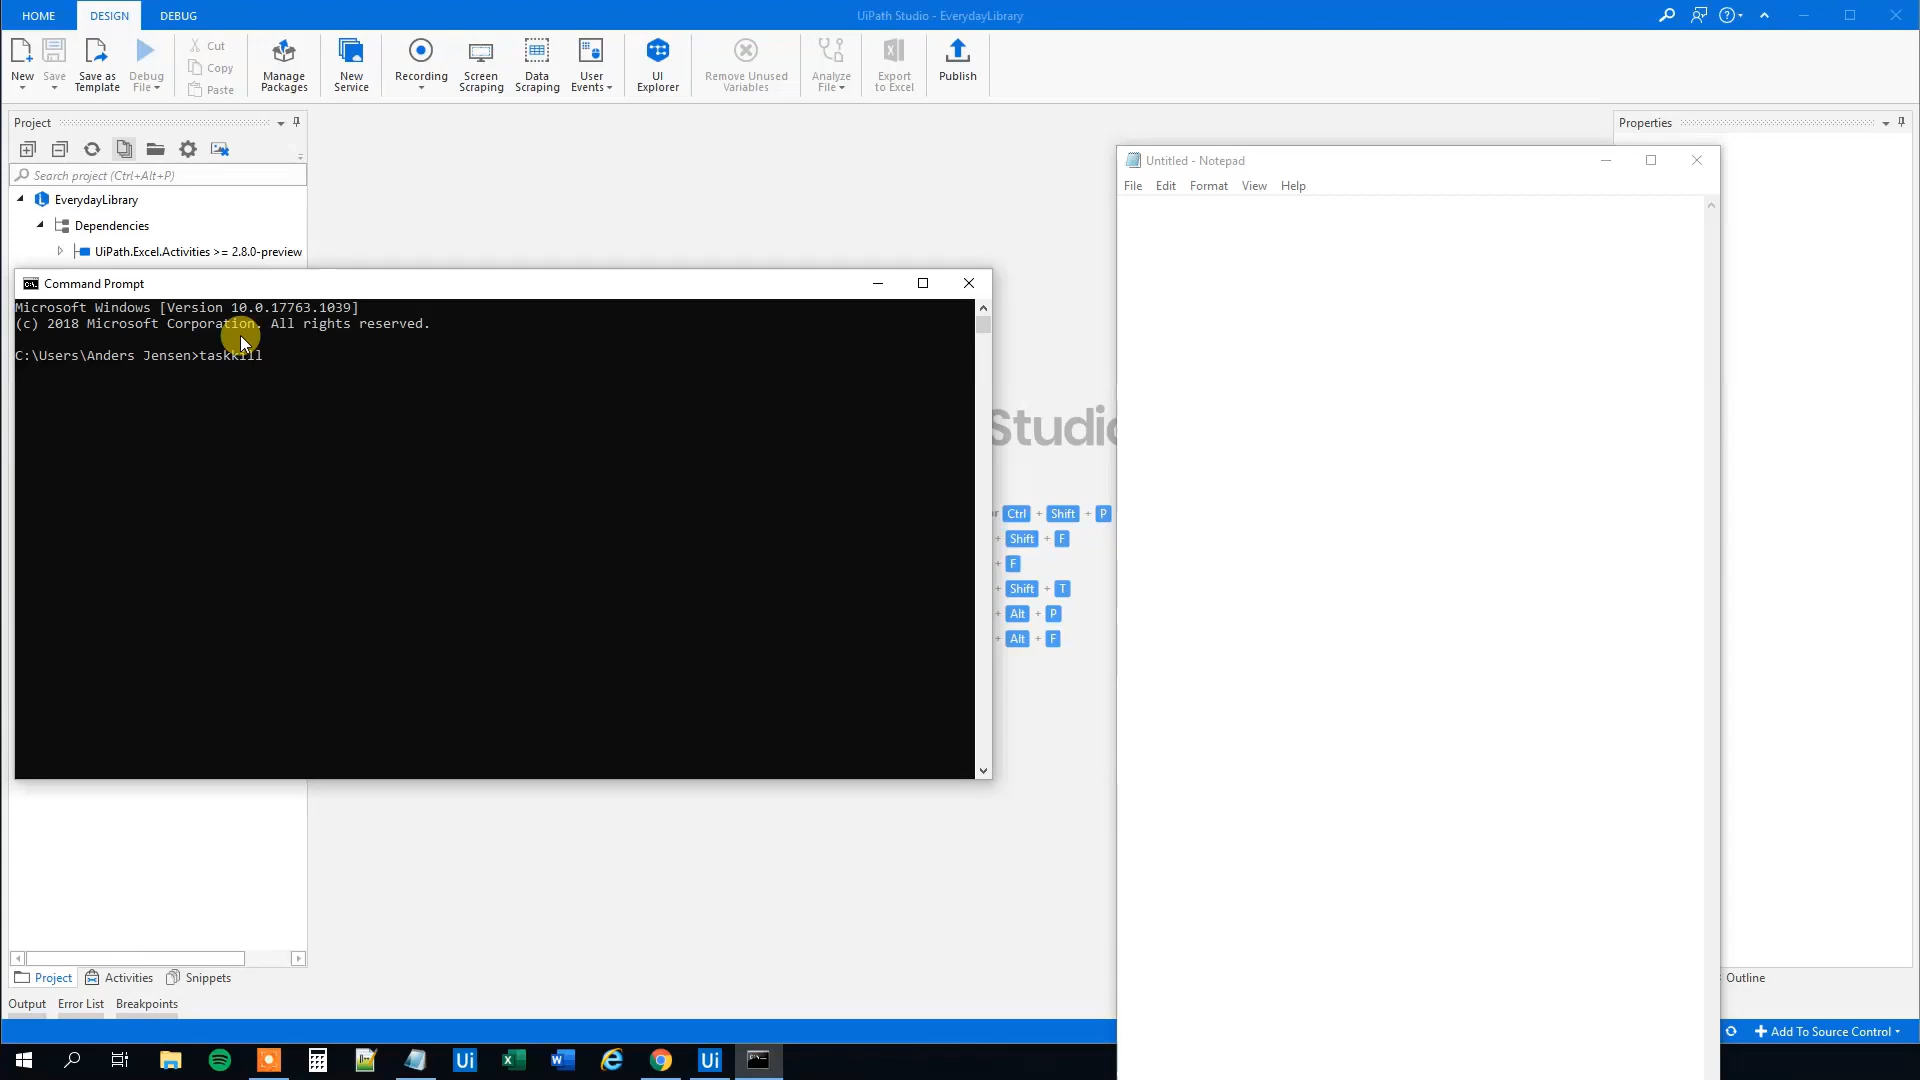 HOME DESIGN DEBUG UiPath Studio - EverydayLibrary
New Save Save as Template Debug File Cut Copy Paste Manage Packages New Service Recording Screen Scraping Data Scraping User Events UI Explorer Remove Unused Variables Analyze File Export to Excel Publish
Project
Search project (Ctrl+Alt+P)
EverydayLibrary
Dependencies
UiPath.Excel.Activities >= 2.8.0-preview
Command Prompt
Microsoft Windows [Version 10.0.17763.1039]
(c) 2018 Microsoft Corporation. All rights reserved.
C:\Users\Anders Jensen>taskkill
Studio
Ctrl + Shift + P
+ Shift + F
+ F
+ Shift + T
+ Alt + P
+ Alt + F
Untitled - Notepad
File Edit Format View Help
Properties
Outline
Project Activities Snippets
Output Error List Breakpoints
Add To Source Control
Ui Ui